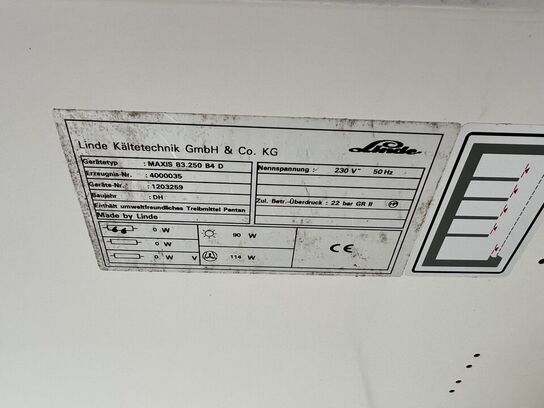 Linde Kältetechnik GmbH & Co. KG
Linde
Gerätetyp : MAXIS 83.250 B4 D
Erzeugnis-Nr. : 4000035
Geräte-Nr. : 1203259
Baujahr : DH
Enthält umweltfreundliches Treibmittel Pentan
Made by Linde
Nennspannung : 230 V~ 50 Hz
Zul. Betr.-Überdruck : 22 bar GR II
0 W
0 W
0 W V
90 W
114 W
CE